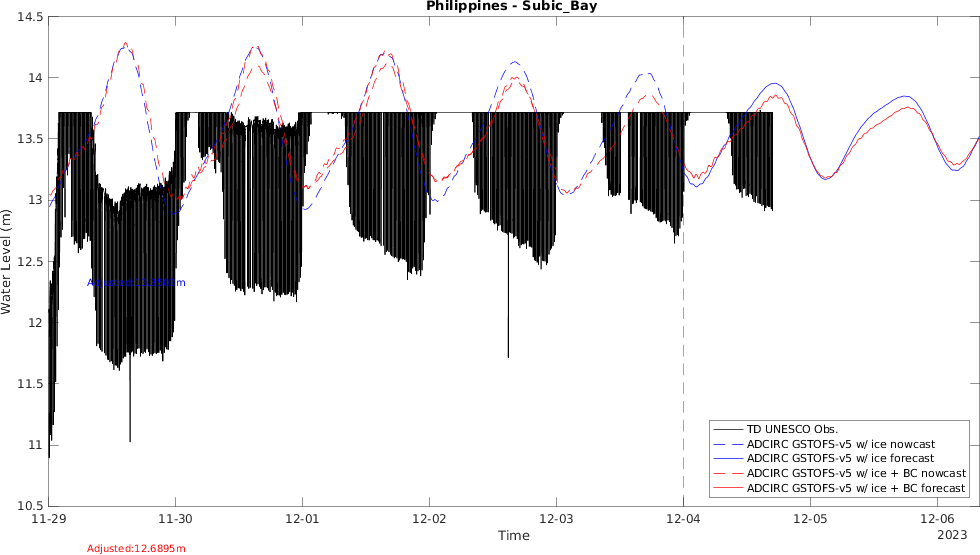 Philippines - Subic_Bay
14.5
14
13.5
13
12.5
12
11.5
11
10.5
Water Level (m)
TD UNESCO Obs.
ADCIRC GSTOFS-v5 w/ ice nowcast
ADCIRC GSTOFS-v5 w/ ice forecast
ADCIRC GSTOFS-v5 w/ ice + BC nowcast
ADCIRC GSTOFS-v5 w/ ice + BC forecast
11-29
11-30
12-01
12-02
12-03
12-04
12-05
12-06
Time
2023
Adjusted:12.6895m